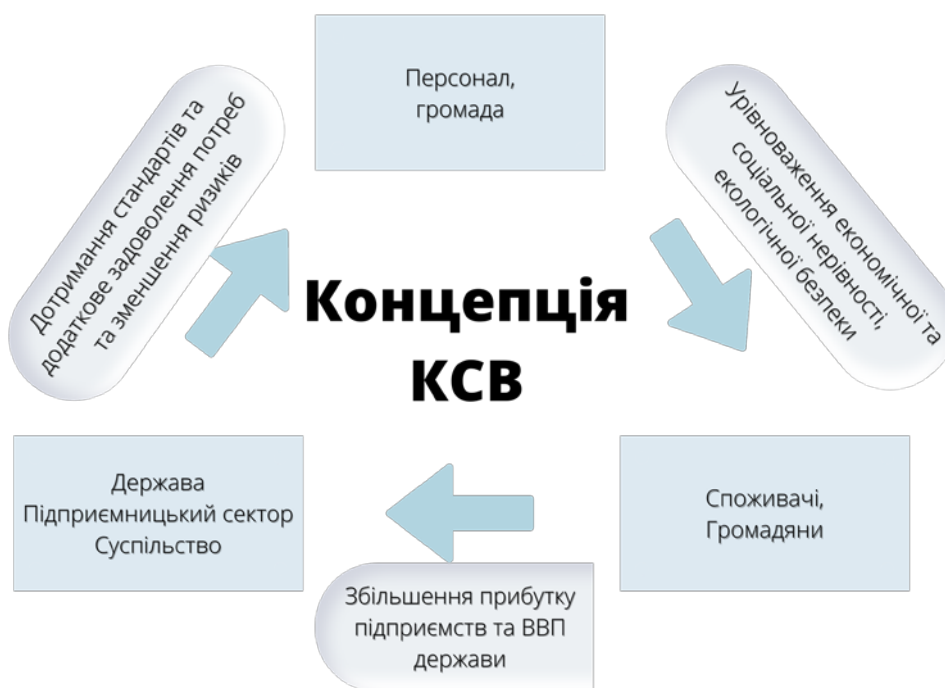 Персонал,
громада
Дотримання стандартів та
додаткове задоволення потреб
та зменшення ризиків
Урівноваження економічної та
соціальної нерівності,
екологічної безпеки
Концепція
КСВ
Держава
Підприємницький сектор
Суспільство
Споживачі,
Громадяни
Збільшення прибутку
підприємств та ВВП
держави